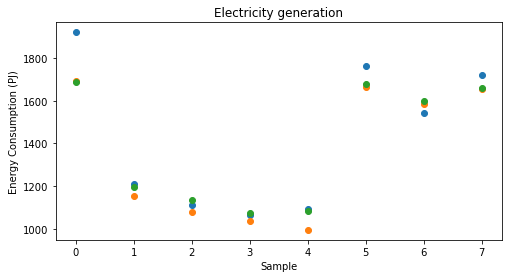 Electricity generation
Energy Consumption (PJ)
1800
1600
1400
1200
1000
0 1 2 3 4 5 6 7
Sample